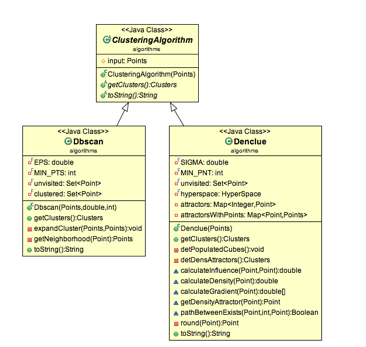 <<Java Class>>
ClusteringAlgorithm
algorithms
input: Points
ClusteringAlgorithm(Points)
getClusters():Clusters
toString():String
<<Java Class>>
Dbscan
algorithms
EPS: double
MIN_PTS: int
unvisited: Set<Point>
clustered: Set<Point>
Dbscan(Points,double,int)
getClusters():Clusters
expandCluster(Points,Points):void
getNeighborhood(Point):Points
toString():String
<<Java Class>>
Denclue
algorithms
SIGMA: double
MIN_PNT: int
unvisited: Set<Point>
hyperspace: HyperSpace
attractors: Map<Integer,Point>
attractorsWithPoints: Map<Point,Points>
Denclue(Points)
getClusters():Clusters
detPopulatedCubes():void
detDensAttractors():Clusters
calculateInfluence(Point,Point):double
calculateDensity(Point):double
calculateGradient(Point):double[]
getDensityAttractor(Point):Point
pathBetweenExists(Point,int,Point):Boolean
round(Point):Point
toString():String